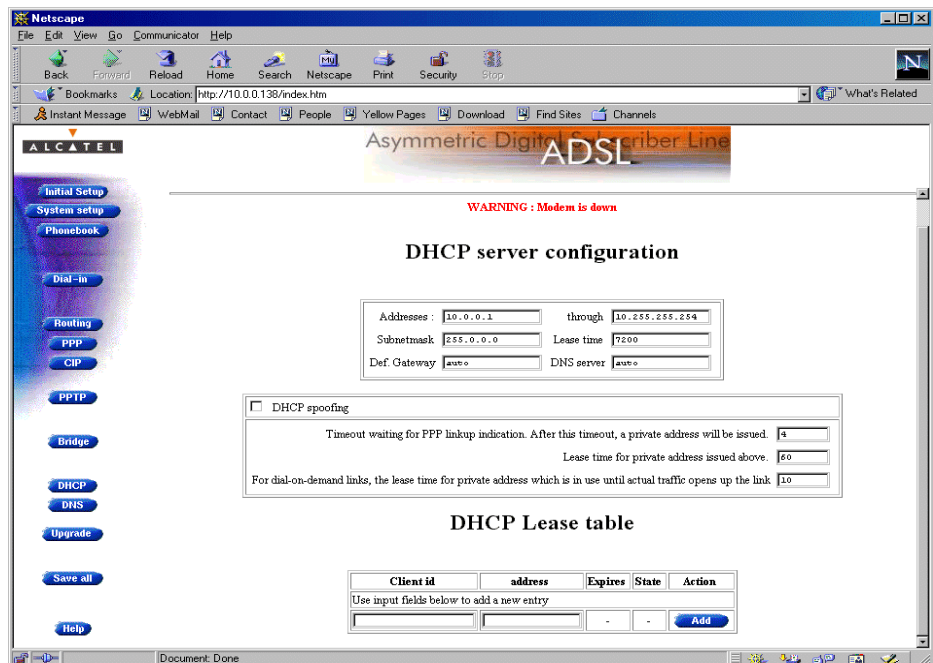 Netscape
File Edit View Go Communicator Help
Back Forward Reload Home Search Netscape Print Security Stop
My
N
Bookmarks Location: http://10.0.0.138/index.htm What's Related
Instant Message WebMail Contact People Yellow Pages Download Find Sites Channels
ALCATEL
Asymmetric Digital Subscriber Line
ADSL
Initial Setup
System setup
Phonebook
Dial-in
Routing
PPP
CIP
PPTP
Bridge
DHCP
DNS
Upgrade
Save all
Help
WARNING : Modem is down
DHCP server configuration
Addresses : 10.0.0.1 through 10.255.255.254
Subnetmask 255.0.0.0 Lease time 7200
Def. Gateway auto DNS server auto
DHCP spoofing
Timeout waiting for PPP linkup indication. After this timeout, a private address will be issued. 4
Lease time for private address issued above. 60
For dial-on-demand links, the lease time for private address which is in use until actual traffic opens up the link 10
DHCP Lease table
Client id address Expires State Action
Use input fields below to add a new entry
- - Add
Document: Done